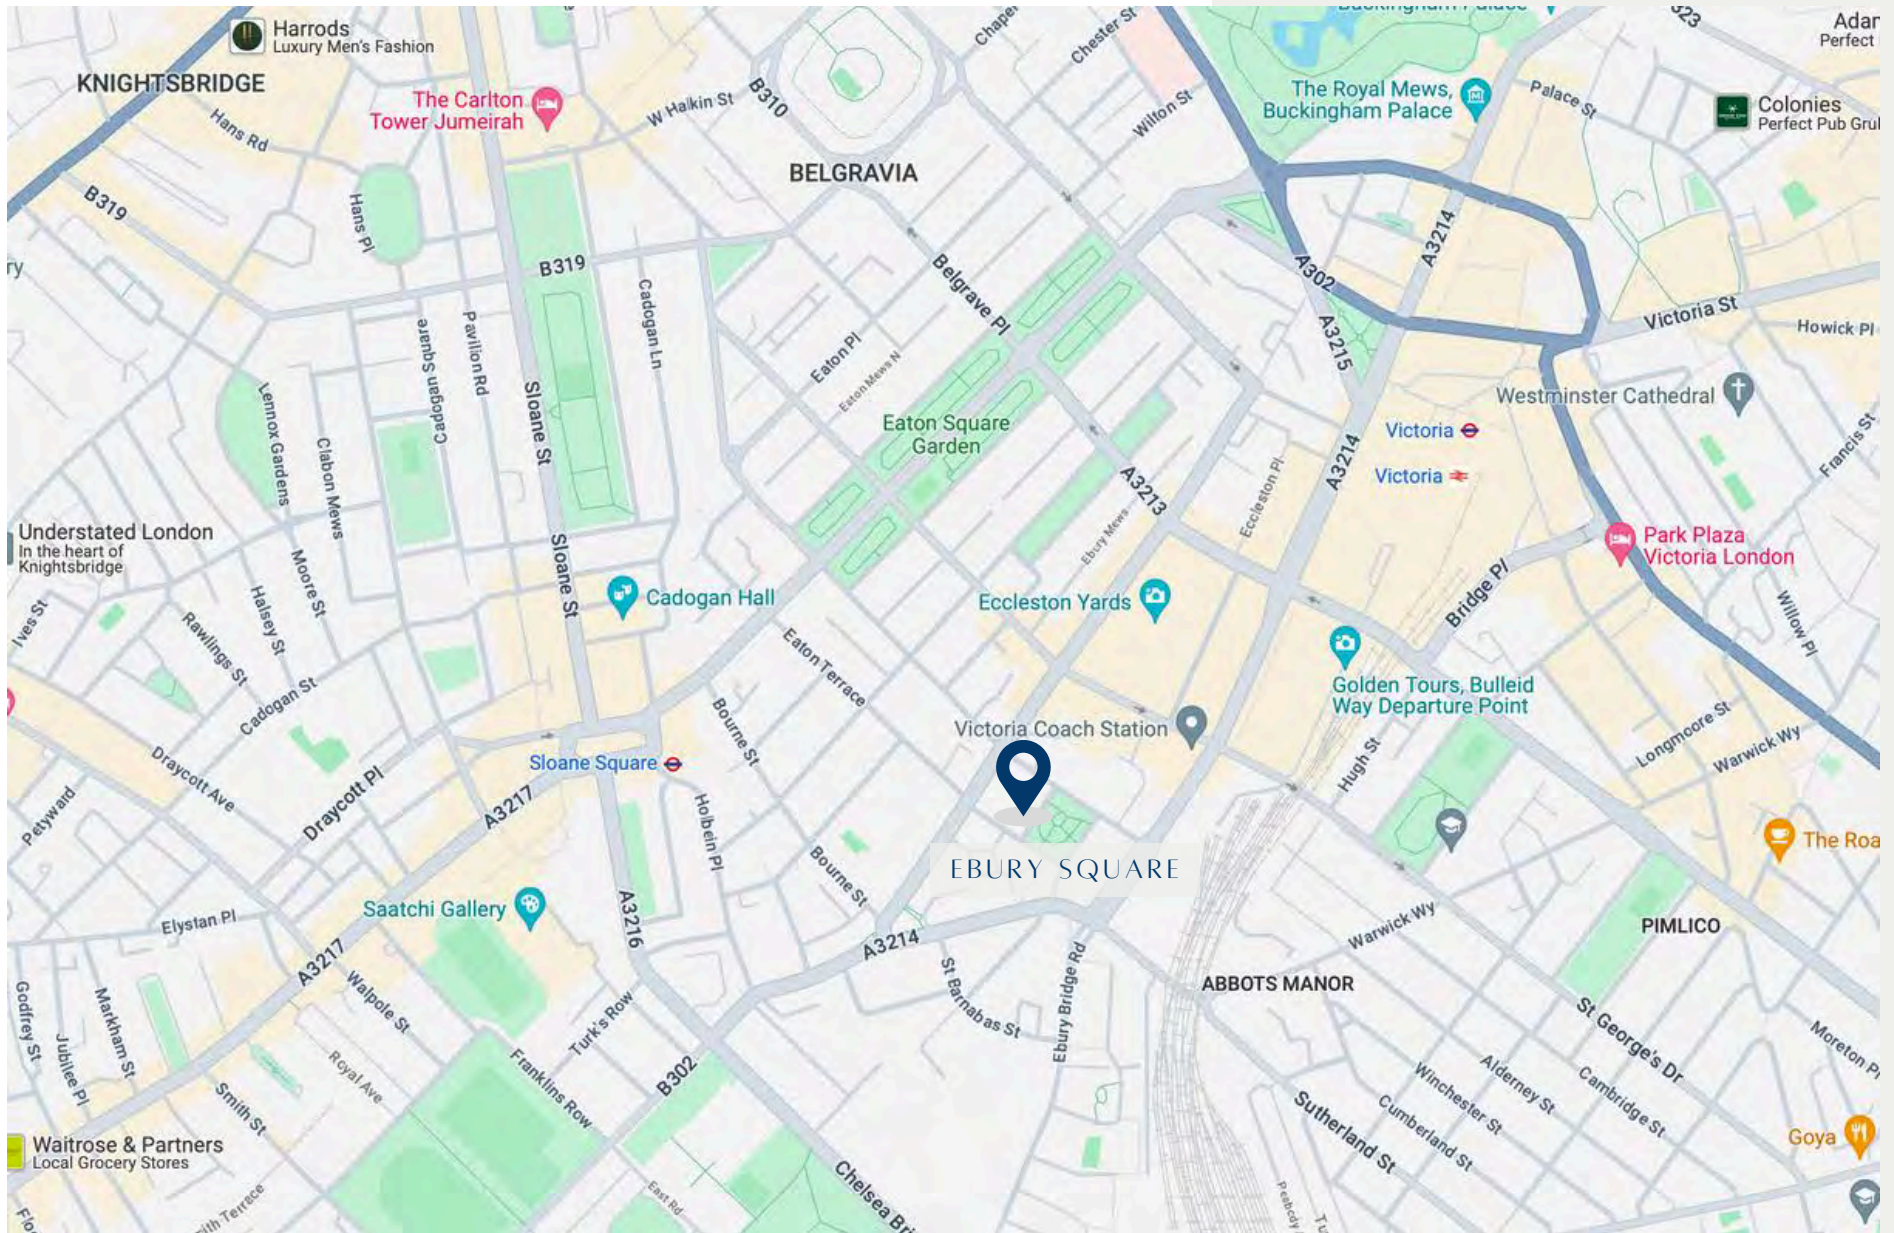 Buckingham Palace
Harrods
Luxury Men's Fashion
KNIGHTSBRIDGE
Hans Rd
The Carlton
Tower Jumeirah
W Halkin St
B310
Chester St
Wilton St
The Royal Mews,
Buckingham Palace
Palace St
Colonies
BELGRAVIA
B319
Hans Pl
B319
Cadogan Square
Pavilion Rd
Cadogan Ln
Belgrave Pl
Eaton Pl
Eaton Mews N
A302
A3215
A3214
Victoria St
Howick Pl
Westminster Cathedral
Francis St
Victoria
Victoria
A3214
Lennox Gardens
Clabon Mews
Sloane St
Eaton Square
Garden
A3213
Ebury Mews
Eccleston Pl
Park Plaza
Victoria London
Understated London
In the heart of
Knightsbridge
Moore St
Halsey St
Rawlings St
Ives St
Sloane St
Cadogan Hall
Eccleston Yards
Bridge Pl
Willow Pl
Golden Tours, Bulleid
Way Departure Point
Cadogan St
Eaton Terrace
Bourne St
Victoria Coach Station
Hugh St
Longmoore St
Warwick Wy
Draycott Ave
Draycott Pl
Sloane Square
A3217
Holbein Pl
Petyward
Bourne St
EBURY SQUARE
Saatchi Gallery
Elystan Pl
A3217
A3216
A3214
Warwick Wy
PIMLICO
ABBOTS MANOR
Walpole St
Turk's Row
St Barnabas St
Ebury Bridge Rd
St George's Dr
Godfrey St
Jubilee Pl
Markham St
Royal Ave
Franklins Row
B302
Smith St
Winchester St
Alderney St
Cambridge St
Cumberland St
Sutherland St
Goya
Waitrose & Partners
Local Grocery Stores
East Rd